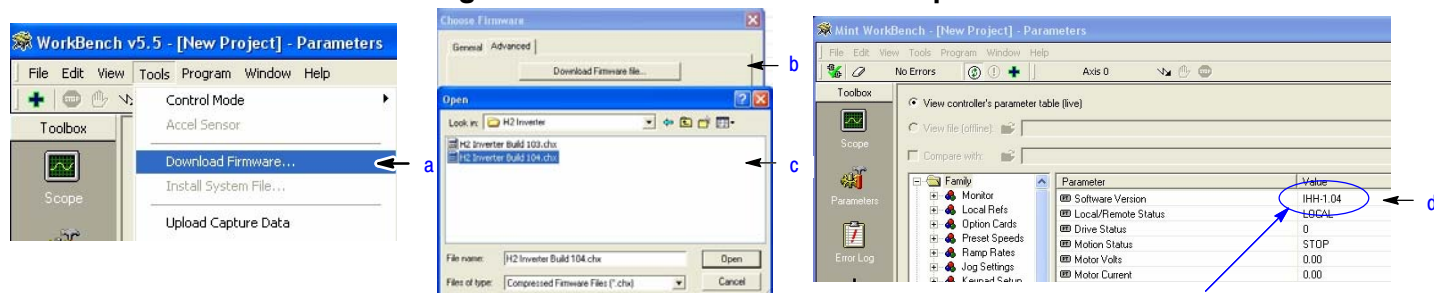 WorkBench v5.5 - [New Project] - Parameters
File Edit View Tools Program Window Help
Toolbox
Scope
Control Mode
Accel Sensor
Download Firmware...
Install System File...
Upload Capture Data
a
Choose Firmware
General Advanced
Download Firmware file...
b
Open
Look in: H2 Inverter
H2 Inverter Build 103.chx
H2 Inverter Build 104.chx
c
File name: H2 Inverter Build 104.chx Open
Files of type: Compressed Firmware Files (*.chx) Cancel
Mint WorkBench - [New Project] - Parameters
File Edit View Tools Program Window Help
No Errors Axis 0
Toolbox
Scope
Parameters
Error Log
View controller's parameter table (live)
View file (offline):
Compare with:
Family
Monitor
Local Refs
Option Cards
Preset Speeds
Ramp Rates
Jog Settings
Keypad Setup
Parameter Value
Software Version IHH-1.04
Local/Remote Status LOCAL
Drive Status 0
Motion Status STOP
Motor Volts 0.00
Motor Current 0.00
d